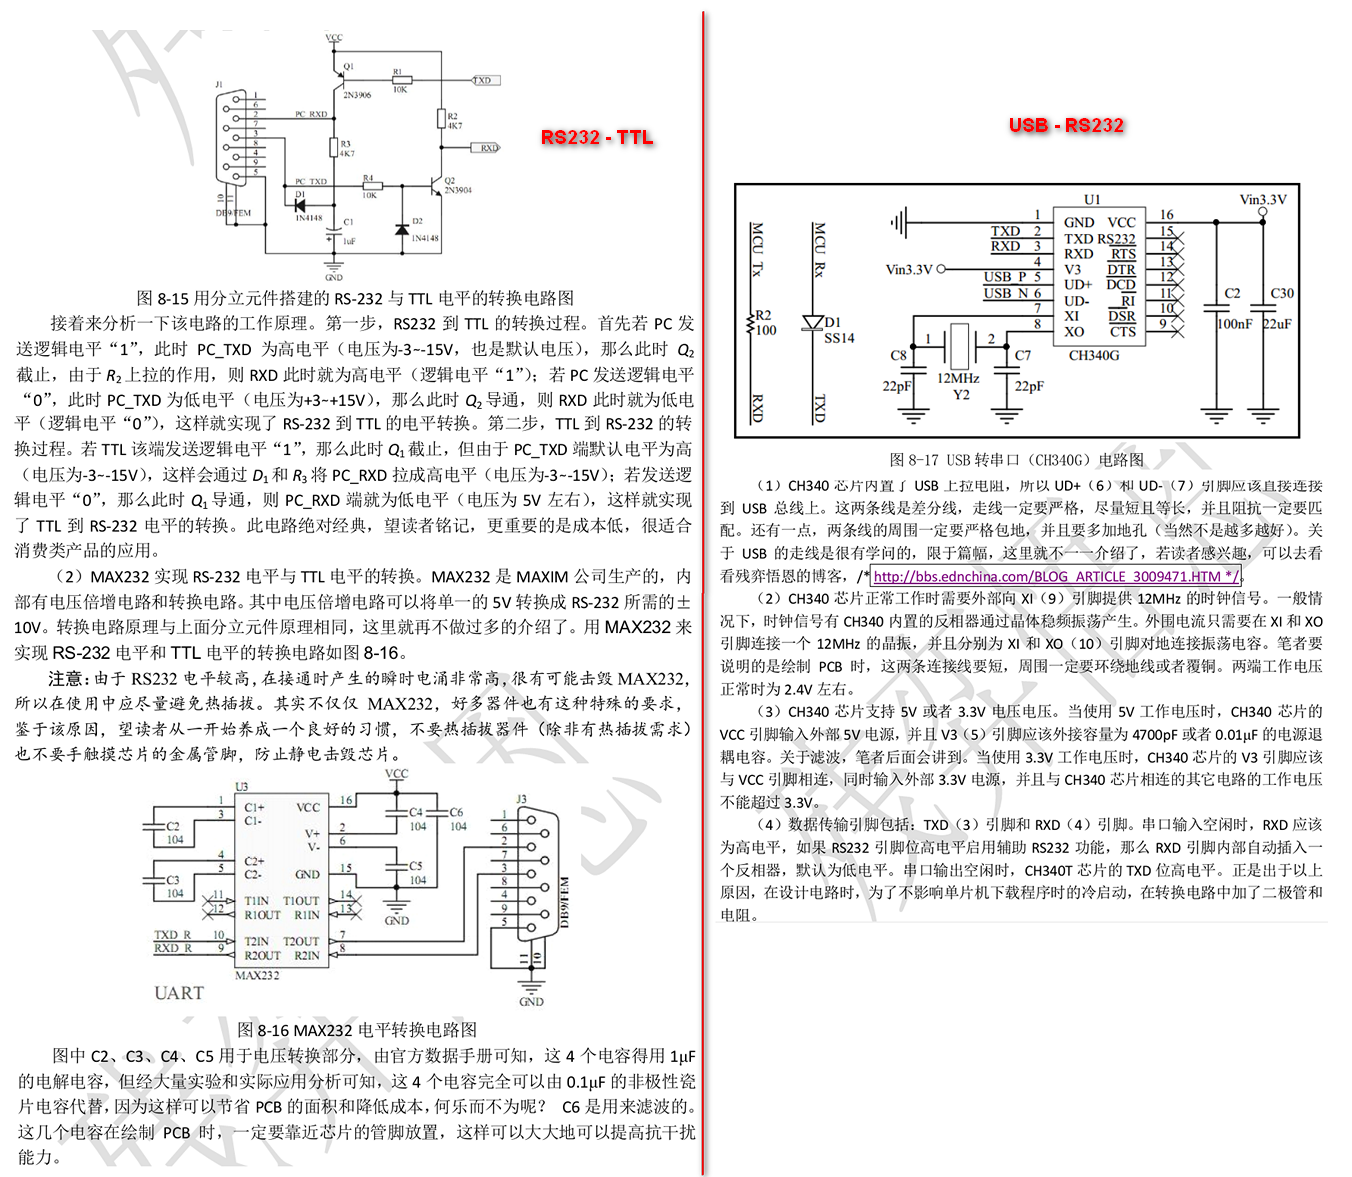 VCC
Q1
2N3906
R1
10K
TXD
J1
1
6
2
7
3
8
4
9
5
10
11
DB9/FEM
PC_RXD
R2
4K7
R3
4K7
RXD
PC_TXD
R4
10K
Q2
2N3904
D1
1N4148
C1
1uF
D2
1N4148
GND
RS232 - TTL
图 8-15 用分立元件搭建的 RS-232 与 TTL 电平的转换电路图
接着来分析一下该电路的工作原理。第一步，RS232 到 TTL 的转换过程。首先若 PC 发
送逻辑电平“1”，此时 PC_TXD 为高电平（电压为-3~-15V，也是默认电压），那么此时 Q2
截止，由于 R2 上拉的作用，则 RXD 此时就为高电平（逻辑电平“1”）；若 PC 发送逻辑电平
“0”，此时 PC_TXD 为低电平（电压为+3~+15V），那么此时 Q2 导通，则 RXD 此时就为低电
平（逻辑电平“0”），这样就实现了 RS-232 到 TTL 的电平转换。第二步，TTL 到 RS-232 的转
换过程。若 TTL 该端发送逻辑电平“1”，那么此时 Q1 截止，但由于 PC_TXD 端默认电平为高
（电压为-3~-15V），这样会通过 D1 和 R3 将 PC_RXD 拉成高电平（电压为-3~-15V）；若发送逻
辑电平“0”，那么此时 Q1 导通，则 PC_RXD 端就为低电平（电压为 5V 左右），这样就实现
了 TTL 到 RS-232 电平的转换。此电路绝对经典，望读者铭记，更重要的是成本低，很适合
消费类产品的应用。
（2）MAX232 实现 RS-232 电平与 TTL 电平的转换。MAX232 是 MAXIM 公司生产的，内
部有电压倍增电路和转换电路。其中电压倍增电路可以将单一的 5V 转换成 RS-232 所需的±
10V。转换电路原理与上面分立元件原理相同，这里就再不做过多的介绍了。用 MAX232 来
实现 RS-232 电平和 TTL 电平的转换电路如图 8-16。
注意：由于 RS232 电平较高，在接通时产生的瞬时电涌非常高，很有可能击毁 MAX232，
所以在使用中应尽量避免热插拔。其实不仅仅 MAX232，好多器件也有这种特殊的要求，
鉴于该原因，望读者从一开始养成一个良好的习惯，不要热插拔器件（除非有热插拔需求）
也不要手触摸芯片的金属管脚，防止静电击毁芯片。
U3
1 C1+ VCC 16
3 C1-
V+ 2
V- 6
4 C2+
5 C2- GND 15
11 T1IN T1OUT 14
12 R1OUT R1IN 13
TXD_R 10 T2IN T2OUT 7
RXD_R 9 R2OUT R2IN 8
MAX232
C2
104
C3
104
VCC
C4
104
C6
104
C5
104
GND
J3
1
6
2
7
3
8
4
9
5
11
10
DB9/FEM
GND
UART
图 8-16 MAX232 电平转换电路图
图中 C2、C3、C4、C5 用于电压转换部分，由官方数据手册可知，这 4 个电容得用 1μF
的电解电容，但经大量实验和实际应用分析可知，这 4 个电容完全可以由 0.1μF 的非极性瓷
片电容代替，因为这样可以节省 PCB 的面积和降低成本，何乐而不为呢？ C6 是用来滤波的。
这几个电容在绘制 PCB 时，一定要靠近芯片的管脚放置，这样可以大大地可以提高抗干扰
能力。
USB - RS232
MCU_Tx
R2
100
RXD
MCU_Rx
D1
SS14
TXD
U1
1 GND VCC 16
TXD 2 TXD RS232 15
RXD 3 RXD RTS 14
Vin3.3V 4 V3 DTR 13
USB_P 5 UD+ DCD 12
USB_N 6 UD- RI 11
7 XI DSR 10
8 XO CTS 9
CH340G
Vin3.3V
C2
100nF
C30
22uF
C8
22pF
1
2
12MHz
Y2
C7
22pF
图 8-17 USB 转串口（CH340G）电路图
（1）CH340 芯片内置了 USB 上拉电阻，所以 UD+（6）和 UD-（7）引脚应该直接连接
到 USB 总线上。这两条线是差分线，走线一定要严格，尽量短且等长，并且阻抗一定要匹
配。还有一点，两条线的周围一定要严格包地，并且要多加地孔（当然不是越多越好）。关
于 USB 的走线是很有学问的，限于篇幅，这里就不一一介绍了，若读者感兴趣，可以去看
看残弈悟恩的博客，/* http://bbs.ednchina.com/BLOG_ARTICLE_3009471.HTM */。
（2）CH340 芯片正常工作时需要外部向 XI（9）引脚提供 12MHz 的时钟信号。一般情
况下，时钟信号有 CH340 内置的反相器通过晶体稳频振荡产生。外围电流只需要在 XI 和 XO
引脚连接一个 12MHz 的晶振，并且分别为 XI 和 XO（10）引脚对地连接振荡电容。笔者要
说明的是绘制 PCB 时，这两条连接线要短，周围一定要环绕地线或者覆铜。两端工作电压
正常时为 2.4V 左右。
（3）CH340 芯片支持 5V 或者 3.3V 电压电压。当使用 5V 工作电压时，CH340 芯片的
VCC 引脚输入外部 5V 电源，并且 V3（5）引脚应该外接容量为 4700pF 或者 0.01μF 的电源退
耦电容。关于滤波，笔者后面会讲到。当使用 3.3V 工作电压时，CH340 芯片的 V3 引脚应该
与 VCC 引脚相连，同时输入外部 3.3V 电源，并且与 CH340 芯片相连的其它电路的工作电压
不能超过 3.3V。
（4）数据传输引脚包括：TXD（3）引脚和 RXD（4）引脚。串口输入空闲时，RXD 应该
为高电平，如果 RS232 引脚位高电平启用辅助 RS232 功能，那么 RXD 引脚内部自动插入一
个反相器，默认为低电平。串口输出空闲时，CH340T 芯片的 TXD 位高电平。正是出于以上
原因，在设计电路时，为了不影响单片机下载程序时的冷启动，在转换电路中加了二极管和
电阻。